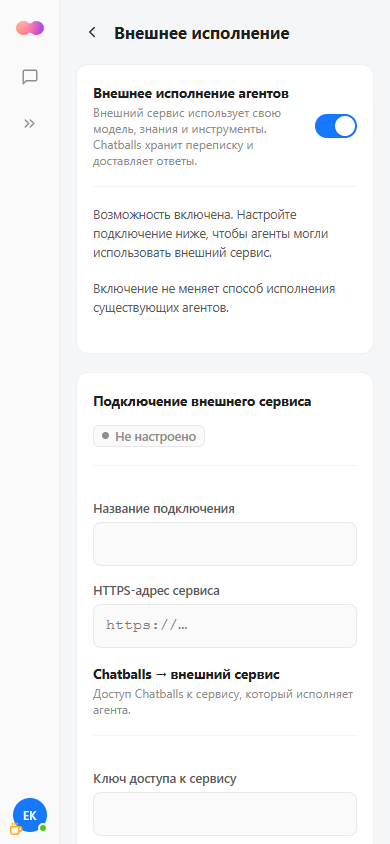 Внешнее исполнение
Внешнее исполнение агентов
Внешний сервис использует свою
модель, знания и инструменты.
Chatballs хранит переписку и
доставляет ответы.
Возможность включена. Настройте
подключение ниже, чтобы агенты могли
использовать внешний сервис.
Включение не меняет способ исполнения
существующих агентов.
Подключение внешнего сервиса
Не настроено
Название подключения
HTTPS-адрес сервиса
https://…
Chatballs → внешний сервис
Доступ Chatballs к сервису, который исполняет
агента.
Ключ доступа к сервису
EK